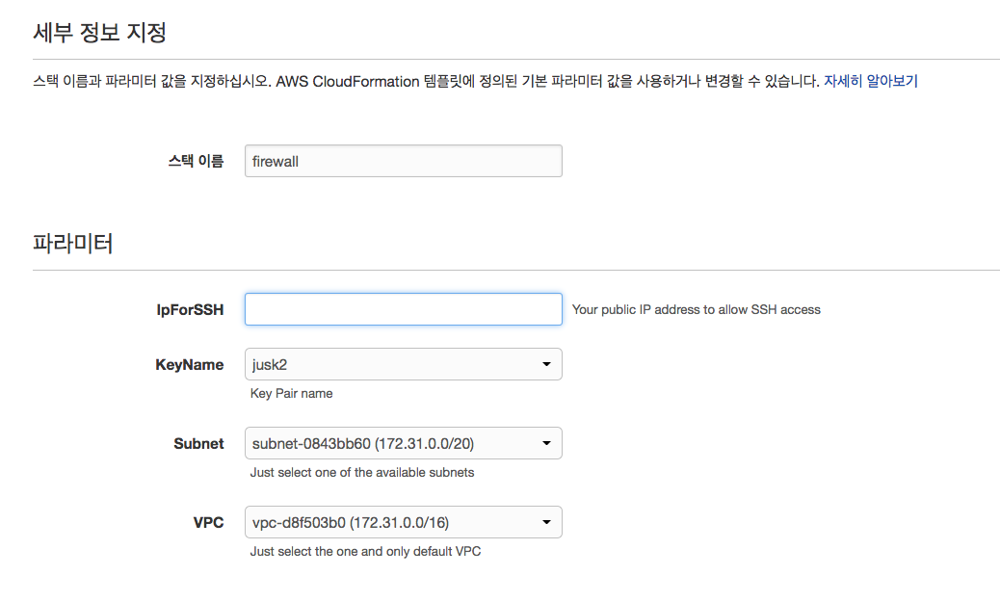 세부 정보 지정
스택 이름과 파라미터 값을 지정하십시오. AWS CloudFormation 템플릿에 정의된 기본 파라미터 값을 사용하거나 변경할 수 있습니다. 자세히 알아보기
스택 이름 firewall
파라미터
IpForSSH Your public IP address to allow SSH access
KeyName jusk2
Key Pair name
Subnet subnet-0843bb60 (172.31.0.0/20)
Just select one of the available subnets
VPC vpc-d8f503b0 (172.31.0.0/16)
Just select the one and only default VPC